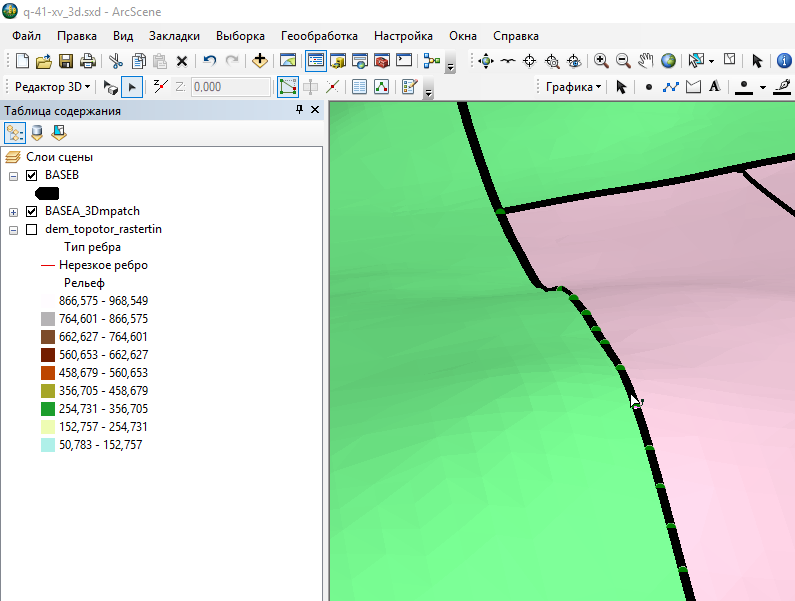 q-41-xv_3d.sxd - ArcScene
Файл Правка Вид Закладки Выборка Геообработка Настройка Окна Справка
Редактор 3D Z: 0,000 Графика A
Таблица содержания
Слои сцены
BASEB
BASEA_3Dmpatch
dem_topotor_rastertin
Тип ребра
Нерезкое ребро
Рельеф
866,575 - 968,549
764,601 - 866,575
662,627 - 764,601
560,653 - 662,627
458,679 - 560,653
356,705 - 458,679
254,731 - 356,705
152,757 - 254,731
50,783 - 152,757